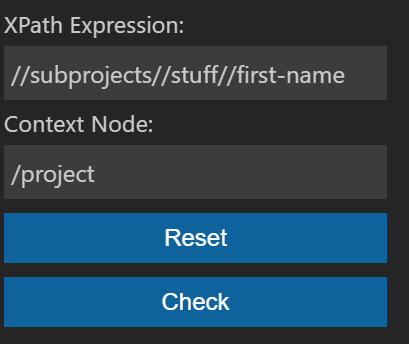 XPath Expression:
//subprojects//stuff//first-name
Context Node:
/project
Reset
Check